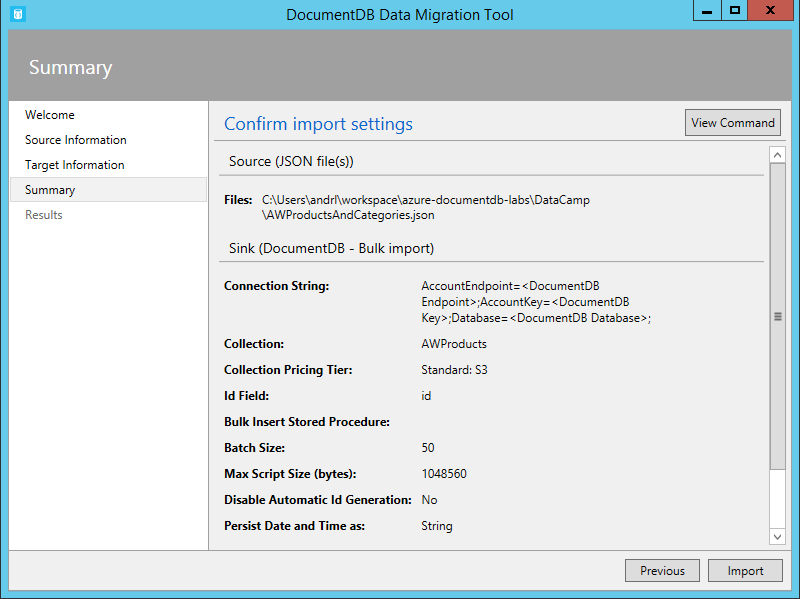 DocumentDB Data Migration Tool
Summary
Welcome
Source Information
Target Information
Summary
Results
Confirm import settings
View Command
Source (JSON file(s))
Files: C:\Users\andrl\workspace\azure-documentdb-labs\DataCamp
\AWProductsAndCategories.json
Sink (DocumentDB - Bulk import)
Connection String: AccountEndpoint=<DocumentDB
Endpoint>;AccountKey=<DocumentDB
Key>;Database=<DocumentDB Database>;
Collection: AWProducts
Collection Pricing Tier: Standard: S3
Id Field: id
Bulk Insert Stored Procedure:
Batch Size: 50
Max Script Size (bytes): 1048560
Disable Automatic Id Generation: No
Persist Date and Time as: String
Previous
Import